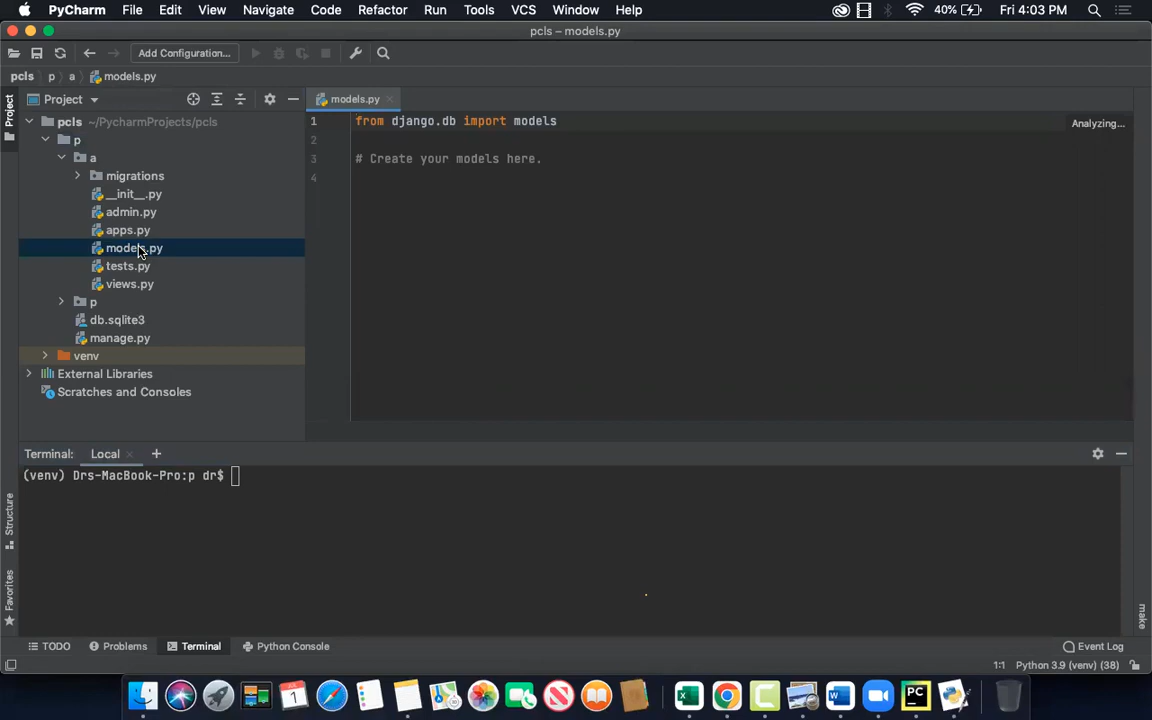 PyCharm File Edit View Navigate Code Refactor Run Tools VCS Window Help 40% Fri 4:03 PM
pcls – models.py
Add Configuration...
pcls p a models.py
Project
Project
models.py
pcls ~/PycharmProjects/pcls
p
a
migrations
__init__.py
admin.py
apps.py
models.py
tests.py
views.py
p
db.sqlite3
manage.py
venv
External Libraries
Scratches and Consoles
1 from django.db import models
2
3 # Create your models here.
4
Analyzing...
Terminal: Local
(venv) Drs-MacBook-Pro:p dr$
Structure
Favorites
make
TODO Problems Terminal Python Console Event Log
1:1 Python 3.9 (venv) (38)
1
PC